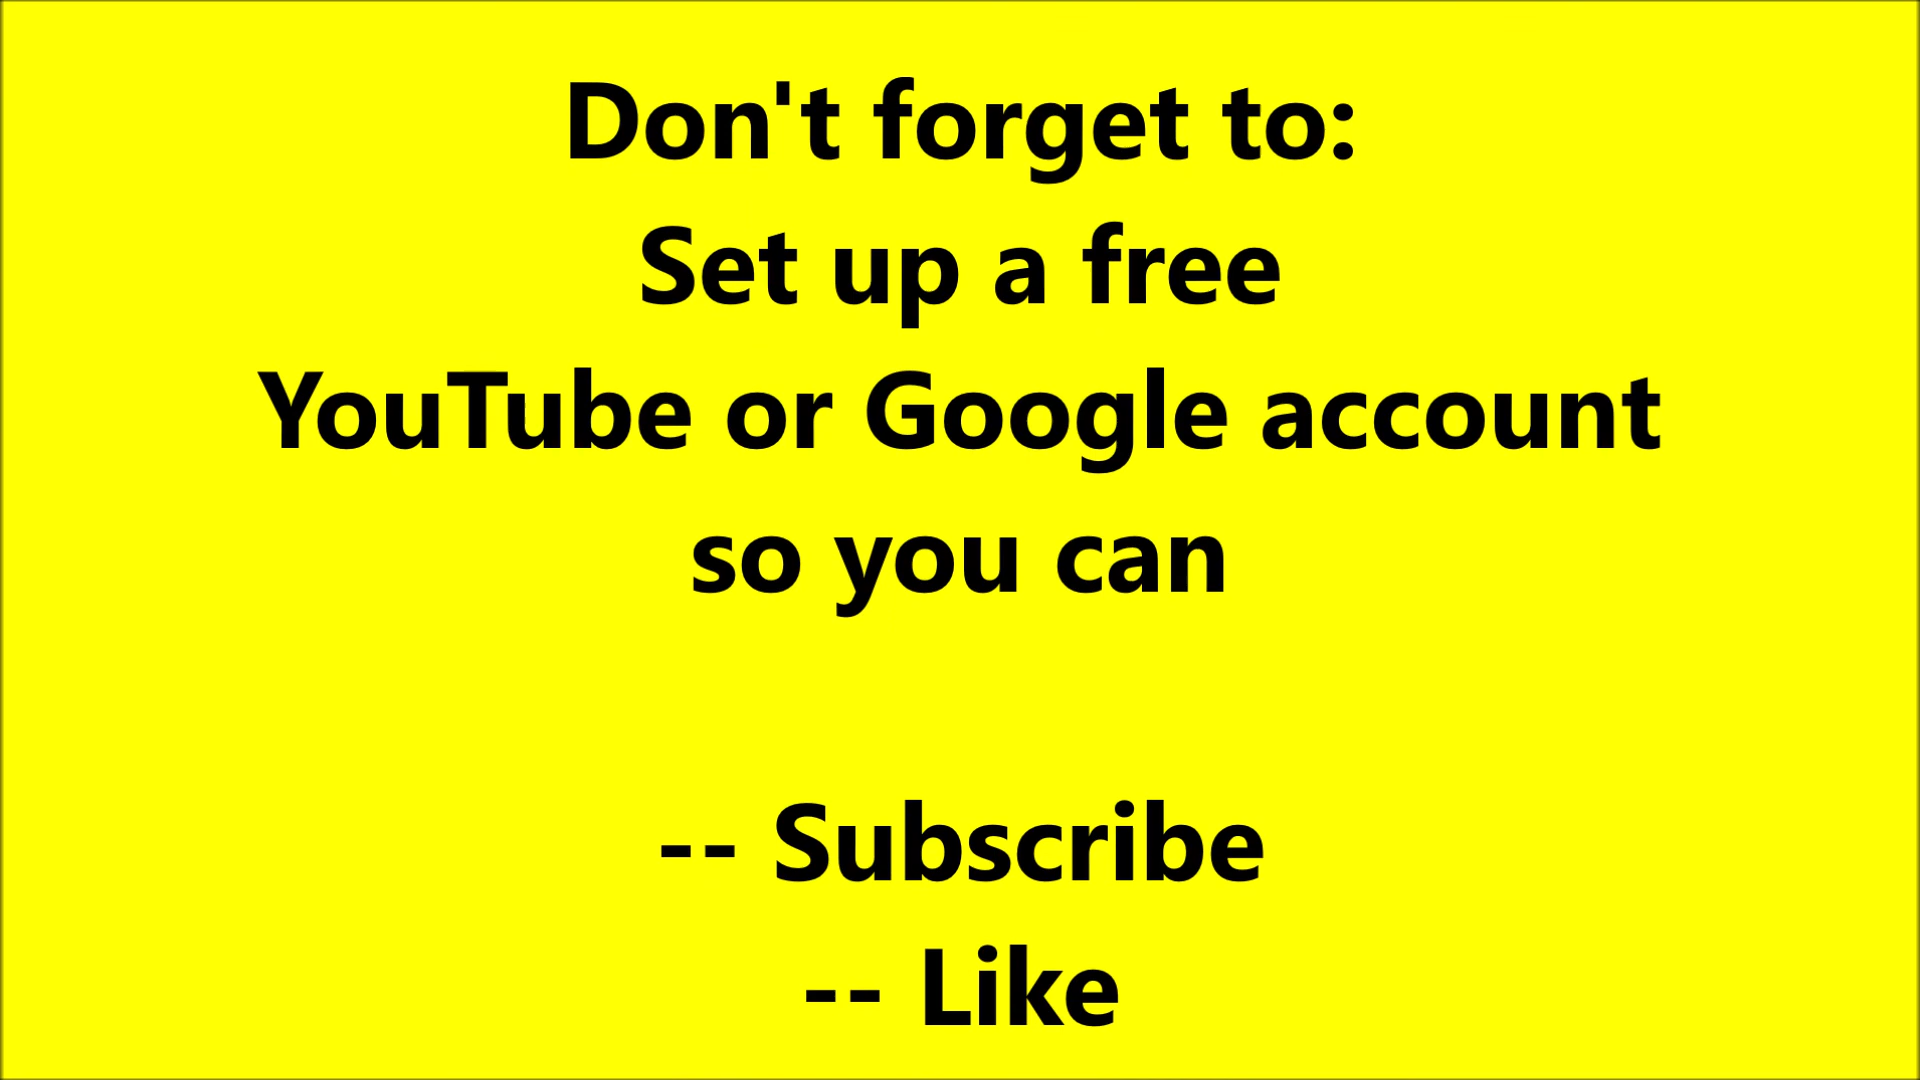 Don't forget to:
Set up a free
YouTube or Google account
so you can
-- Subscribe
-- Like